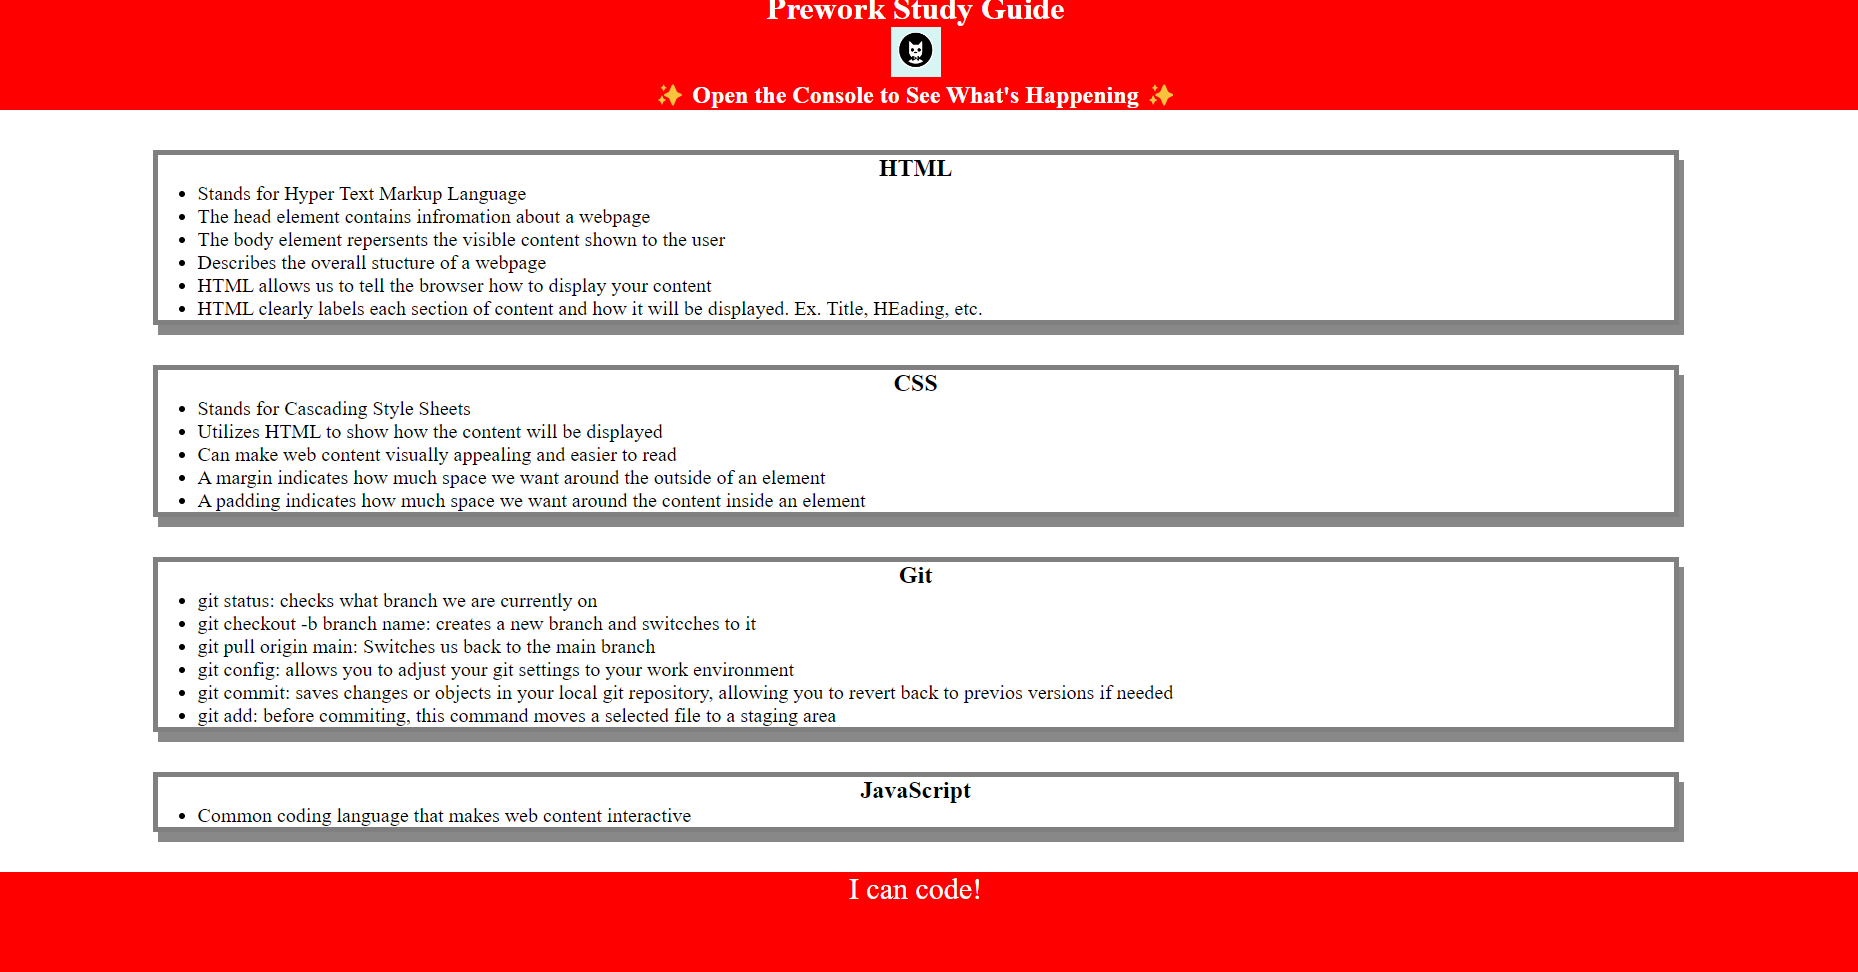 Prework Study Guide
✨ Open the Console to See What's Happening ✨
HTML
• Stands for Hyper Text Markup Language
• The head element contains infromation about a webpage
• The body element repersents the visible content shown to the user
• Describes the overall stucture of a webpage
• HTML allows us to tell the browser how to display your content
• HTML clearly labels each section of content and how it will be displayed. Ex. Title, HEading, etc.
CSS
• Stands for Cascading Style Sheets
• Utilizes HTML to show how the content will be displayed
• Can make web content visually appealing and easier to read
• A margin indicates how much space we want around the outside of an element
• A padding indicates how much space we want around the content inside an element
Git
• git status: checks what branch we are currently on
• git checkout -b branch name: creates a new branch and switcches to it
• git pull origin main: Switches us back to the main branch
• git config: allows you to adjust your git settings to your work environment
• git commit: saves changes or objects in your local git repository, allowing you to revert back to previos versions if needed
• git add: before commiting, this command moves a selected file to a staging area
JavaScript
• Common coding language that makes web content interactive
I can code!